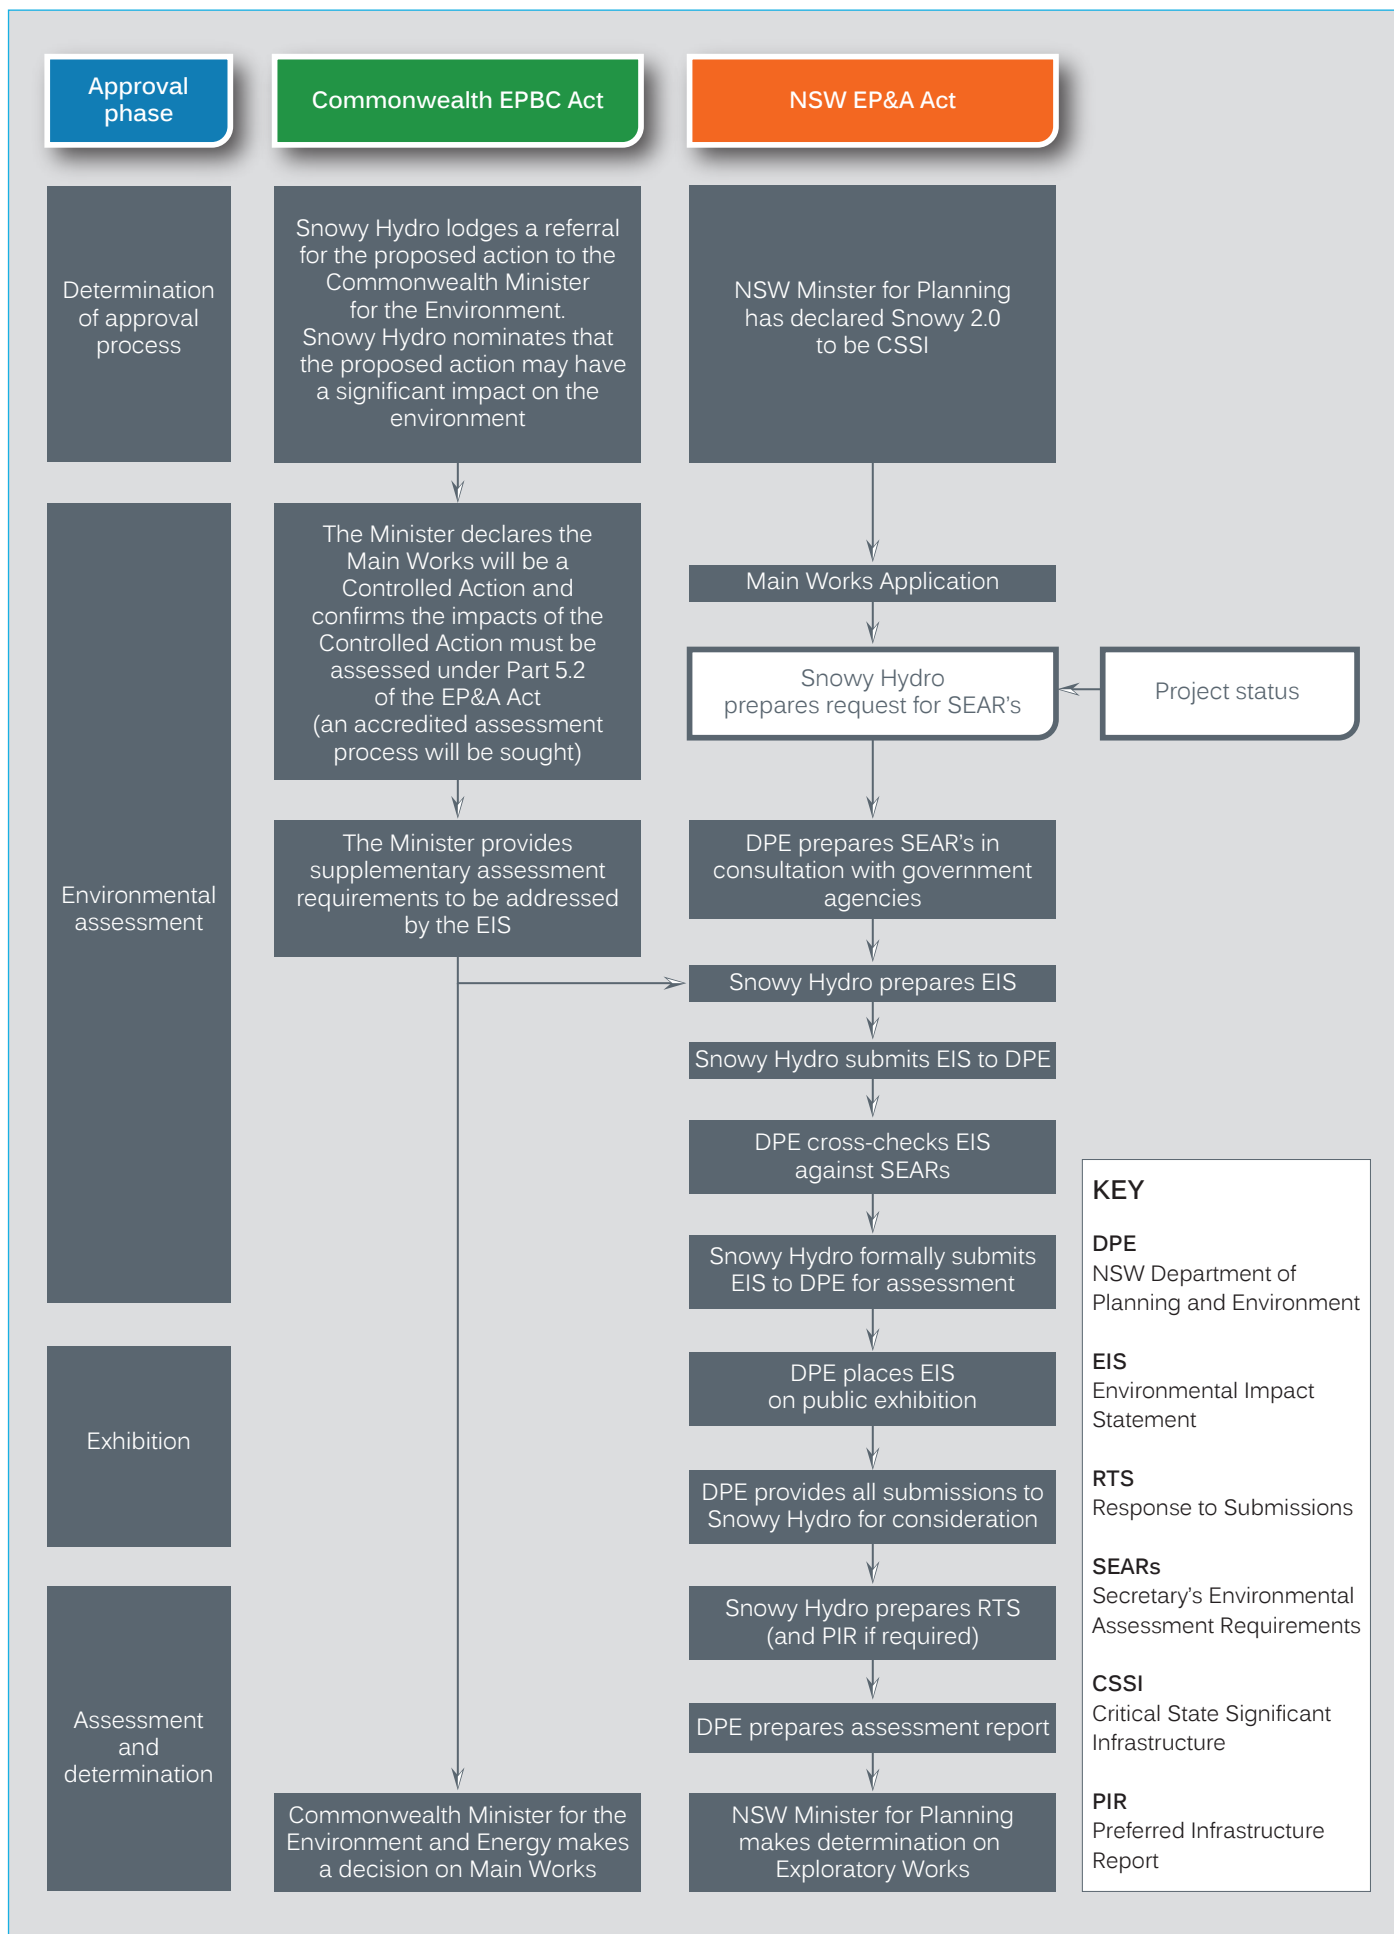 Approval
phase
Commonwealth EPBC Act
NSW EP&A Act
Determination
of approval
process
Snowy Hydro lodges a referral
for the proposed action to the
Commonwealth Minister
for the Environment.
Snowy Hydro nominates that
the proposed action may have
a significant impact on the
environment
NSW Minster for Planning
has declared Snowy 2.0
to be CSSI
Environmental
assessment
The Minister declares the
Main Works will be a
Controlled Action and
confirms the impacts of the
Controlled Action must be
assessed under Part 5.2
of the EP&A Act
(an accredited assessment
process will be sought)
The Minister provides
supplementary assessment
requirements to be addressed
by the EIS
Main Works Application
Snowy Hydro
prepares request for SEAR's
Project status
DPE prepares SEAR's in
consultation with government
agencies
Snowy Hydro prepares EIS
Snowy Hydro submits EIS to DPE
DPE cross-checks EIS
against SEARs
Snowy Hydro formally submits
EIS to DPE for assessment
Exhibition
DPE places EIS
on public exhibition
DPE provides all submissions to
Snowy Hydro for consideration
Assessment
and
determination
Snowy Hydro prepares RTS
(and PIR if required)
DPE prepares assessment report
Commonwealth Minister for the
Environment and Energy makes
a decision on Main Works
NSW Minister for Planning
makes determination on
Exploratory Works
KEY
DPE
NSW Department of
Planning and Environment
EIS
Environmental Impact
Statement
RTS
Response to Submissions
SEARs
Secretary's Environmental
Assessment Requirements
CSSI
Critical State Significant
Infrastructure
PIR
Preferred Infrastructure
Report